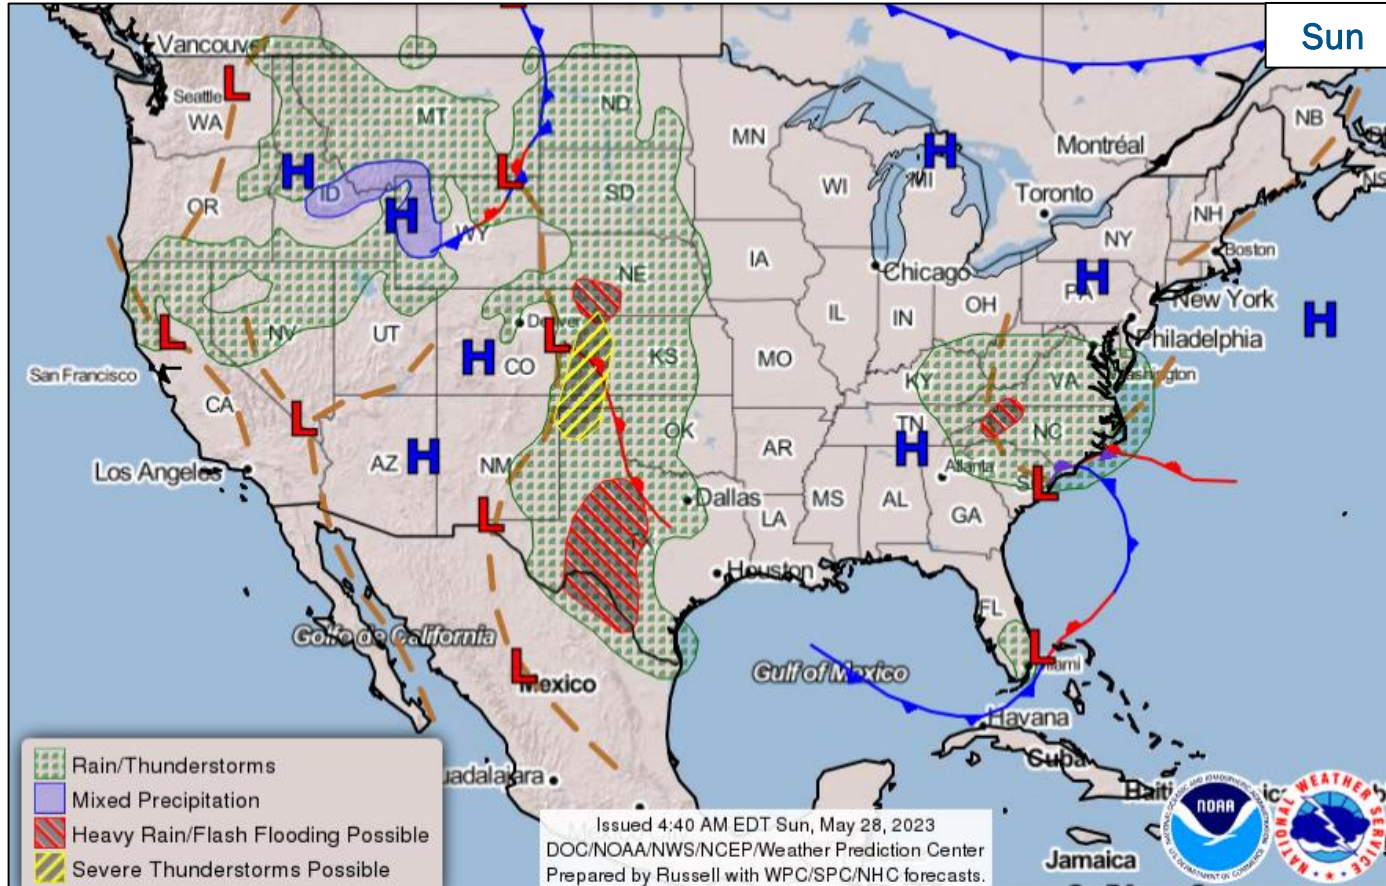 Sun
Vancouver
Seattle
WA
MT
ND
MN
Montréal
NB
NS
H
ID
OR
L
SD
WI
MI
Toronto
NH
WY
NY
Boston
IA
Chicago
NE
NV
UT
Denver
CO
KS
IL
IN
OH
PA
New York
Philadelphia
San Francisco
CA
MO
KY
VA
Washington
Los Angeles
AZ
NM
OK
AR
TN
NC
Atlanta
Dallas
LA
MS
AL
GA
Houston
FL
Golfo de California
Mexico
Gulf of Mexico
Miami
Havana
Cuba
Jamaica
Rain/Thunderstorms
Mixed Precipitation
Heavy Rain/Flash Flooding Possible
Severe Thunderstorms Possible
Issued 4:40 AM EDT Sun, May 28, 2023
DOC/NOAA/NWS/NCEP/Weather Prediction Center
Prepared by Russell with WPC/SPC/NHC forecasts.
NOAA
NATIONAL WEATHER SERVICE